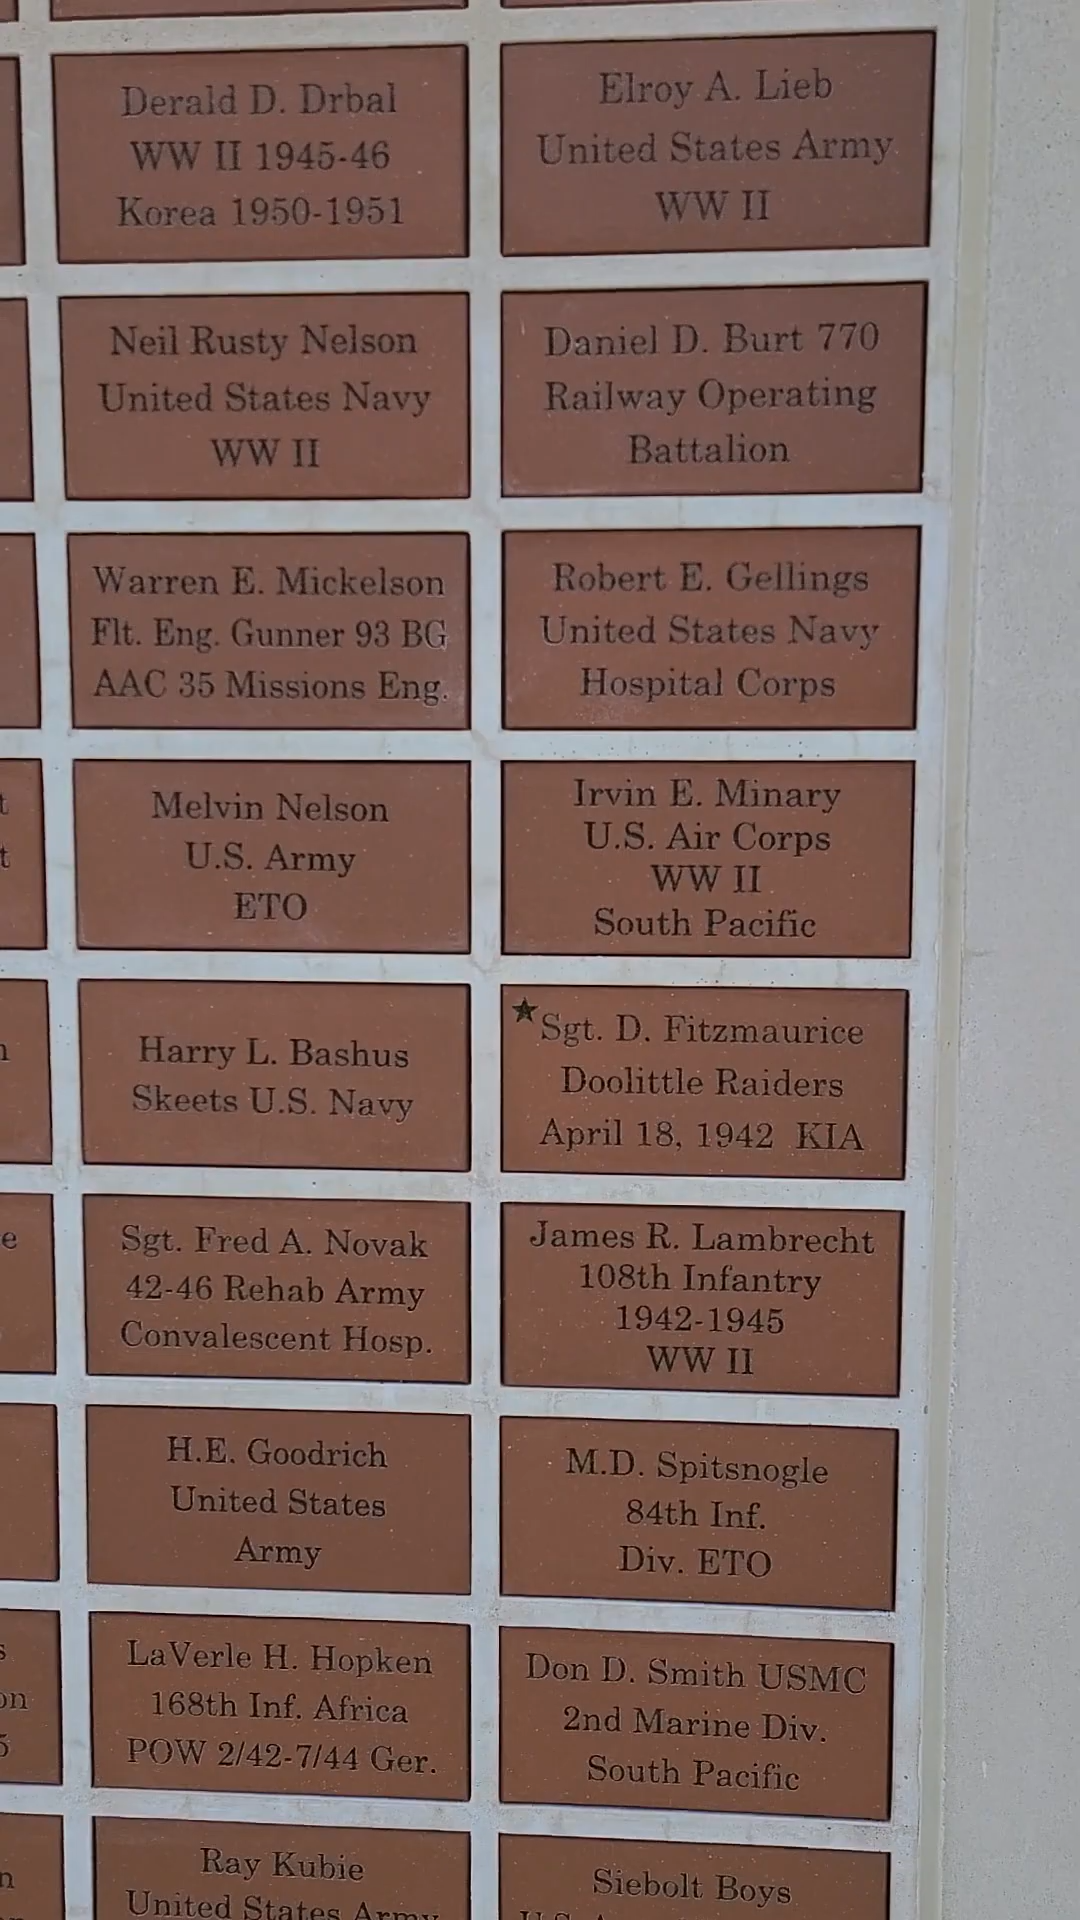 Derald D. Drbal
WW II 1945-46
Korea 1950-1951
Elroy A. Lieb
United States Army
WW II
Neil Rusty Nelson
United States Navy
WW II
Daniel D. Burt 770
Railway Operating
Battalion
Warren E. Mickelson
Flt. Eng. Gunner 93 BG
AAC 35 Missions Eng.
Robert E. Gellings
United States Navy
Hospital Corps
Melvin Nelson
U.S. Army
ETO
Irvin E. Minary
U.S. Air Corps
WW II
South Pacific
Harry L. Bashus
Skeets U.S. Navy
Sgt. D. Fitzmaurice
Doolittle Raiders
April 18, 1942 KIA
Sgt. Fred A. Novak
42-46 Rehab Army
Convalescent Hosp.
James R. Lambrecht
108th Infantry
1942-1945
WW II
H.E. Goodrich
United States
Army
M.D. Spitsnogle
84th Inf.
Div. ETO
LaVerle H. Hopken
168th Inf. Africa
POW 2/42-7/44 Ger.
Don D. Smith USMC
2nd Marine Div.
South Pacific
Ray Kubie
United States Army
Siebolt Boys